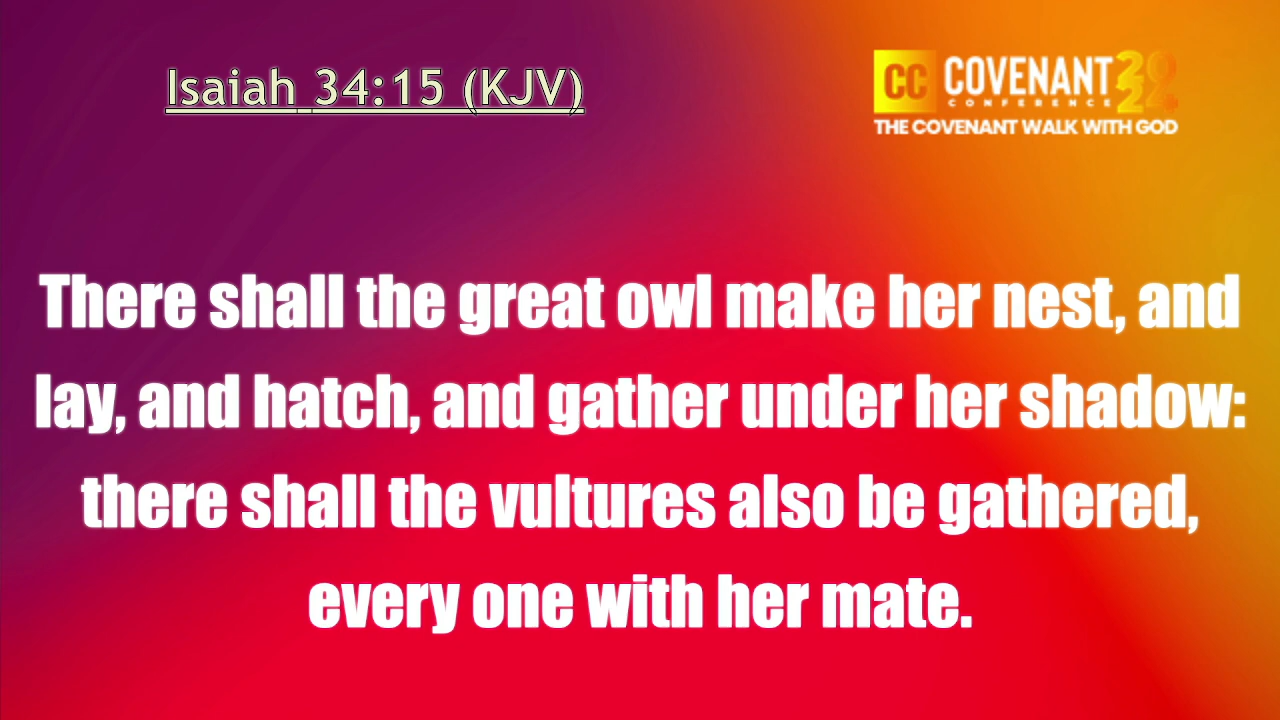 Isaiah 34:15 (KJV)
CC COVENANT
CONFERENCE
THE COVENANT WALK WITH GOD
There shall the great owl make her nest, and
lay, and hatch, and gather under her shadow:
there shall the vultures also be gathered,
every one with her mate.